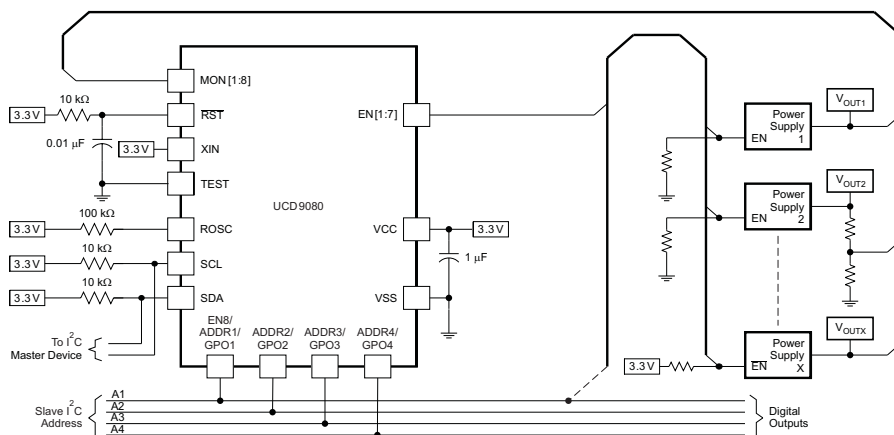 MON[1:8]
3.3V
10 kΩ
RST
EN[1:7]
0.01 μF
3.3V
XIN
TEST
UCD9080
3.3V
100 kΩ
ROSC
VCC
3.3V
3.3V
10 kΩ
SCL
1 μF
3.3V
10 kΩ
SDA
VSS
To I2C
Master Device
EN8/
ADDR1/
GPO1
ADDR2/
GPO2
ADDR3/
GPO3
ADDR4/
GPO4
Slave I2C
Address
A1
A2
A3
A4
Digital
Outputs
VOUT1
Power
Supply
1
EN
VOUT2
Power
Supply
2
EN
VOUTX
Power
Supply
X
EN
3.3V